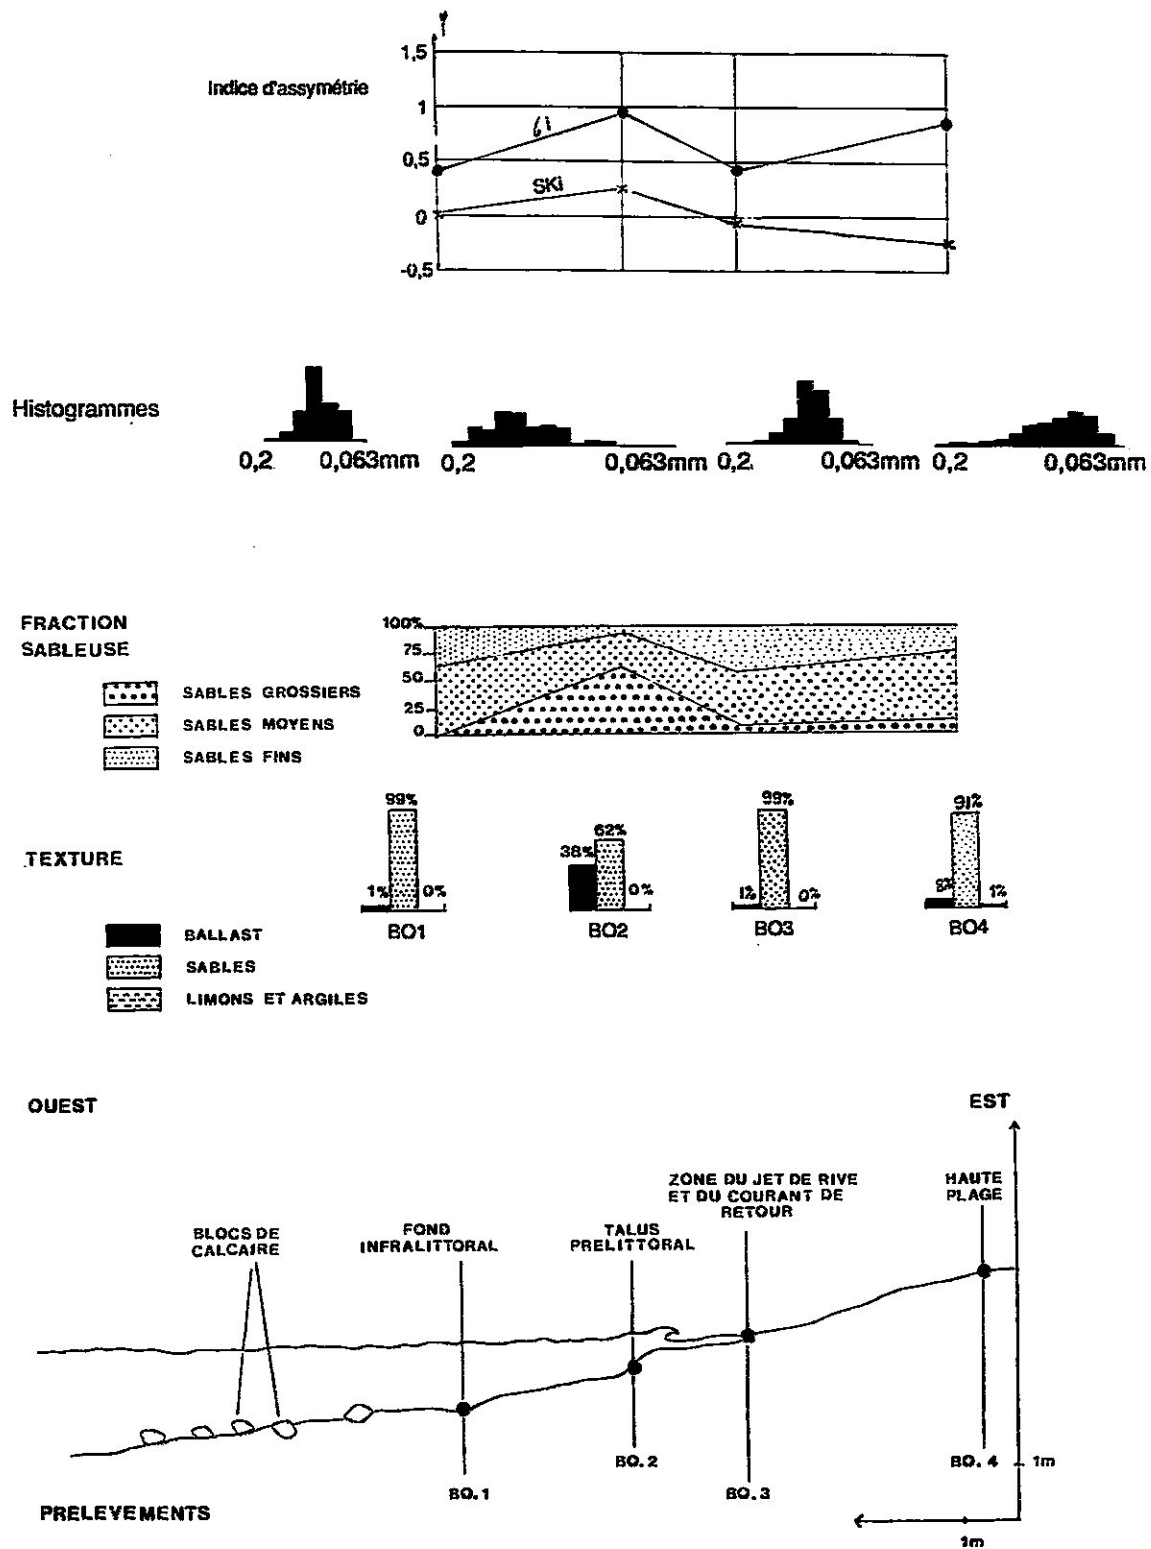 1,5
Indice d'assymétrie
1
0,5
SKi
0
-0,5
Histogrammes
0,2 0,063mm 0,2 0,063mm 0,2 0,063mm 0,2 0,063mm
FRACTION
SABLEUSE
100%
75
50
25
0
SABLES GROSSIERS
SABLES MOYENS
SABLES FINS
TEXTURE
99%
1% 0%
BO1
38% 62% 0%
BO2
99%
1% 0%
BO3
91%
8% 1%
BO4
BALLAST
SABLES
LIMONS ET ARGILES
OUEST
EST
BLOCS DE
CALCAIRE
FOND
INFRALITTORAL
TALUS
PRELITTORAL
ZONE DU JET DE RIVE
ET DU COURANT DE
RETOUR
HAUTE
PLAGE
BO.1
BO.2
BO.3
BO.4
1m
PRELEVEMENTS
1m